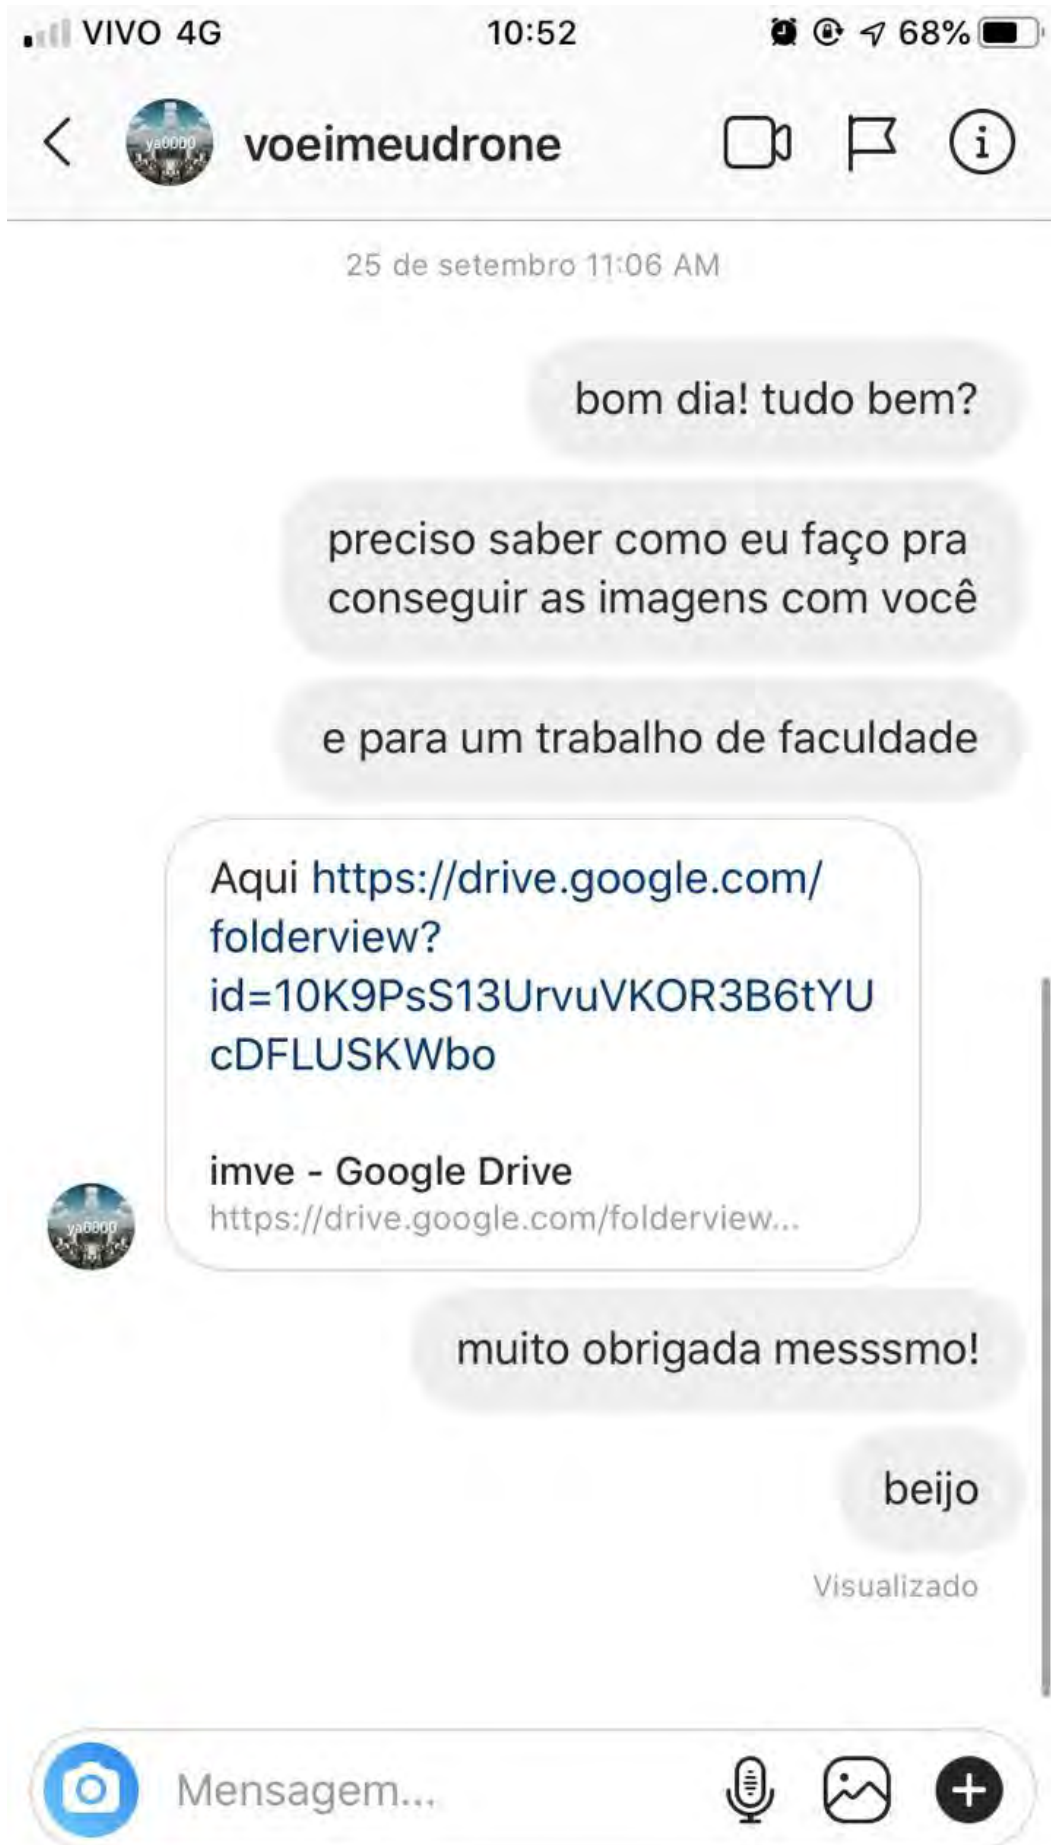 VIVO 4G 10:52 68%
voeimeudrone
25 de setembro 11:06 AM
bom dia! tudo bem?
preciso saber como eu faço pra
conseguir as imagens com você
e para um trabalho de faculdade
Aqui https://drive.google.com/
folderview?
id=10K9PsS13UrvuVKOR3B6tYU
cDFLUSKWbo
imve - Google Drive
https://drive.google.com/folderview...
muito obrigada messsmo!
beijo
Visualizado
Mensagem...